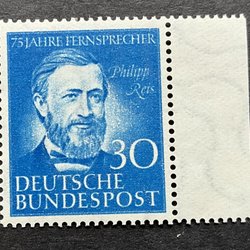 75 JAHRE FERNSPRECHER
Philipp
Reis
30
DEUTSCHE
BUNDESPOST